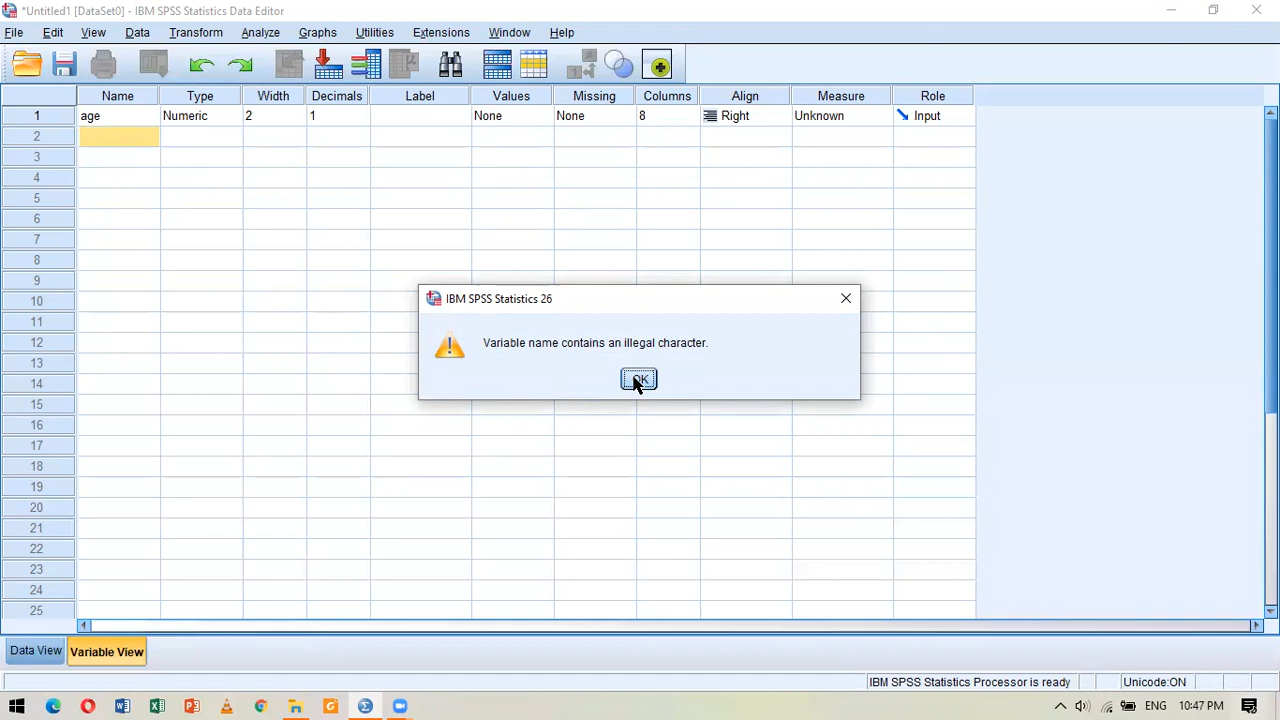 *Untitled1 [DataSet0] - IBM SPSS Statistics Data Editor
File Edit View Data Transform Analyze Graphs Utilities Extensions Window Help
Name Type Width Decimals Label Values Missing Columns Align Measure Role
1 age Numeric 2 1 None None 8 Right Unknown Input
2
3
4
5
6
7
8
9
10
11
12
13
14
15
16
17
18
19
20
21
22
23
24
25
IBM SPSS Statistics 26
Variable name contains an illegal character.
OK
Data View Variable View
IBM SPSS Statistics Processor is ready Unicode:ON
ENG 10:47 PM